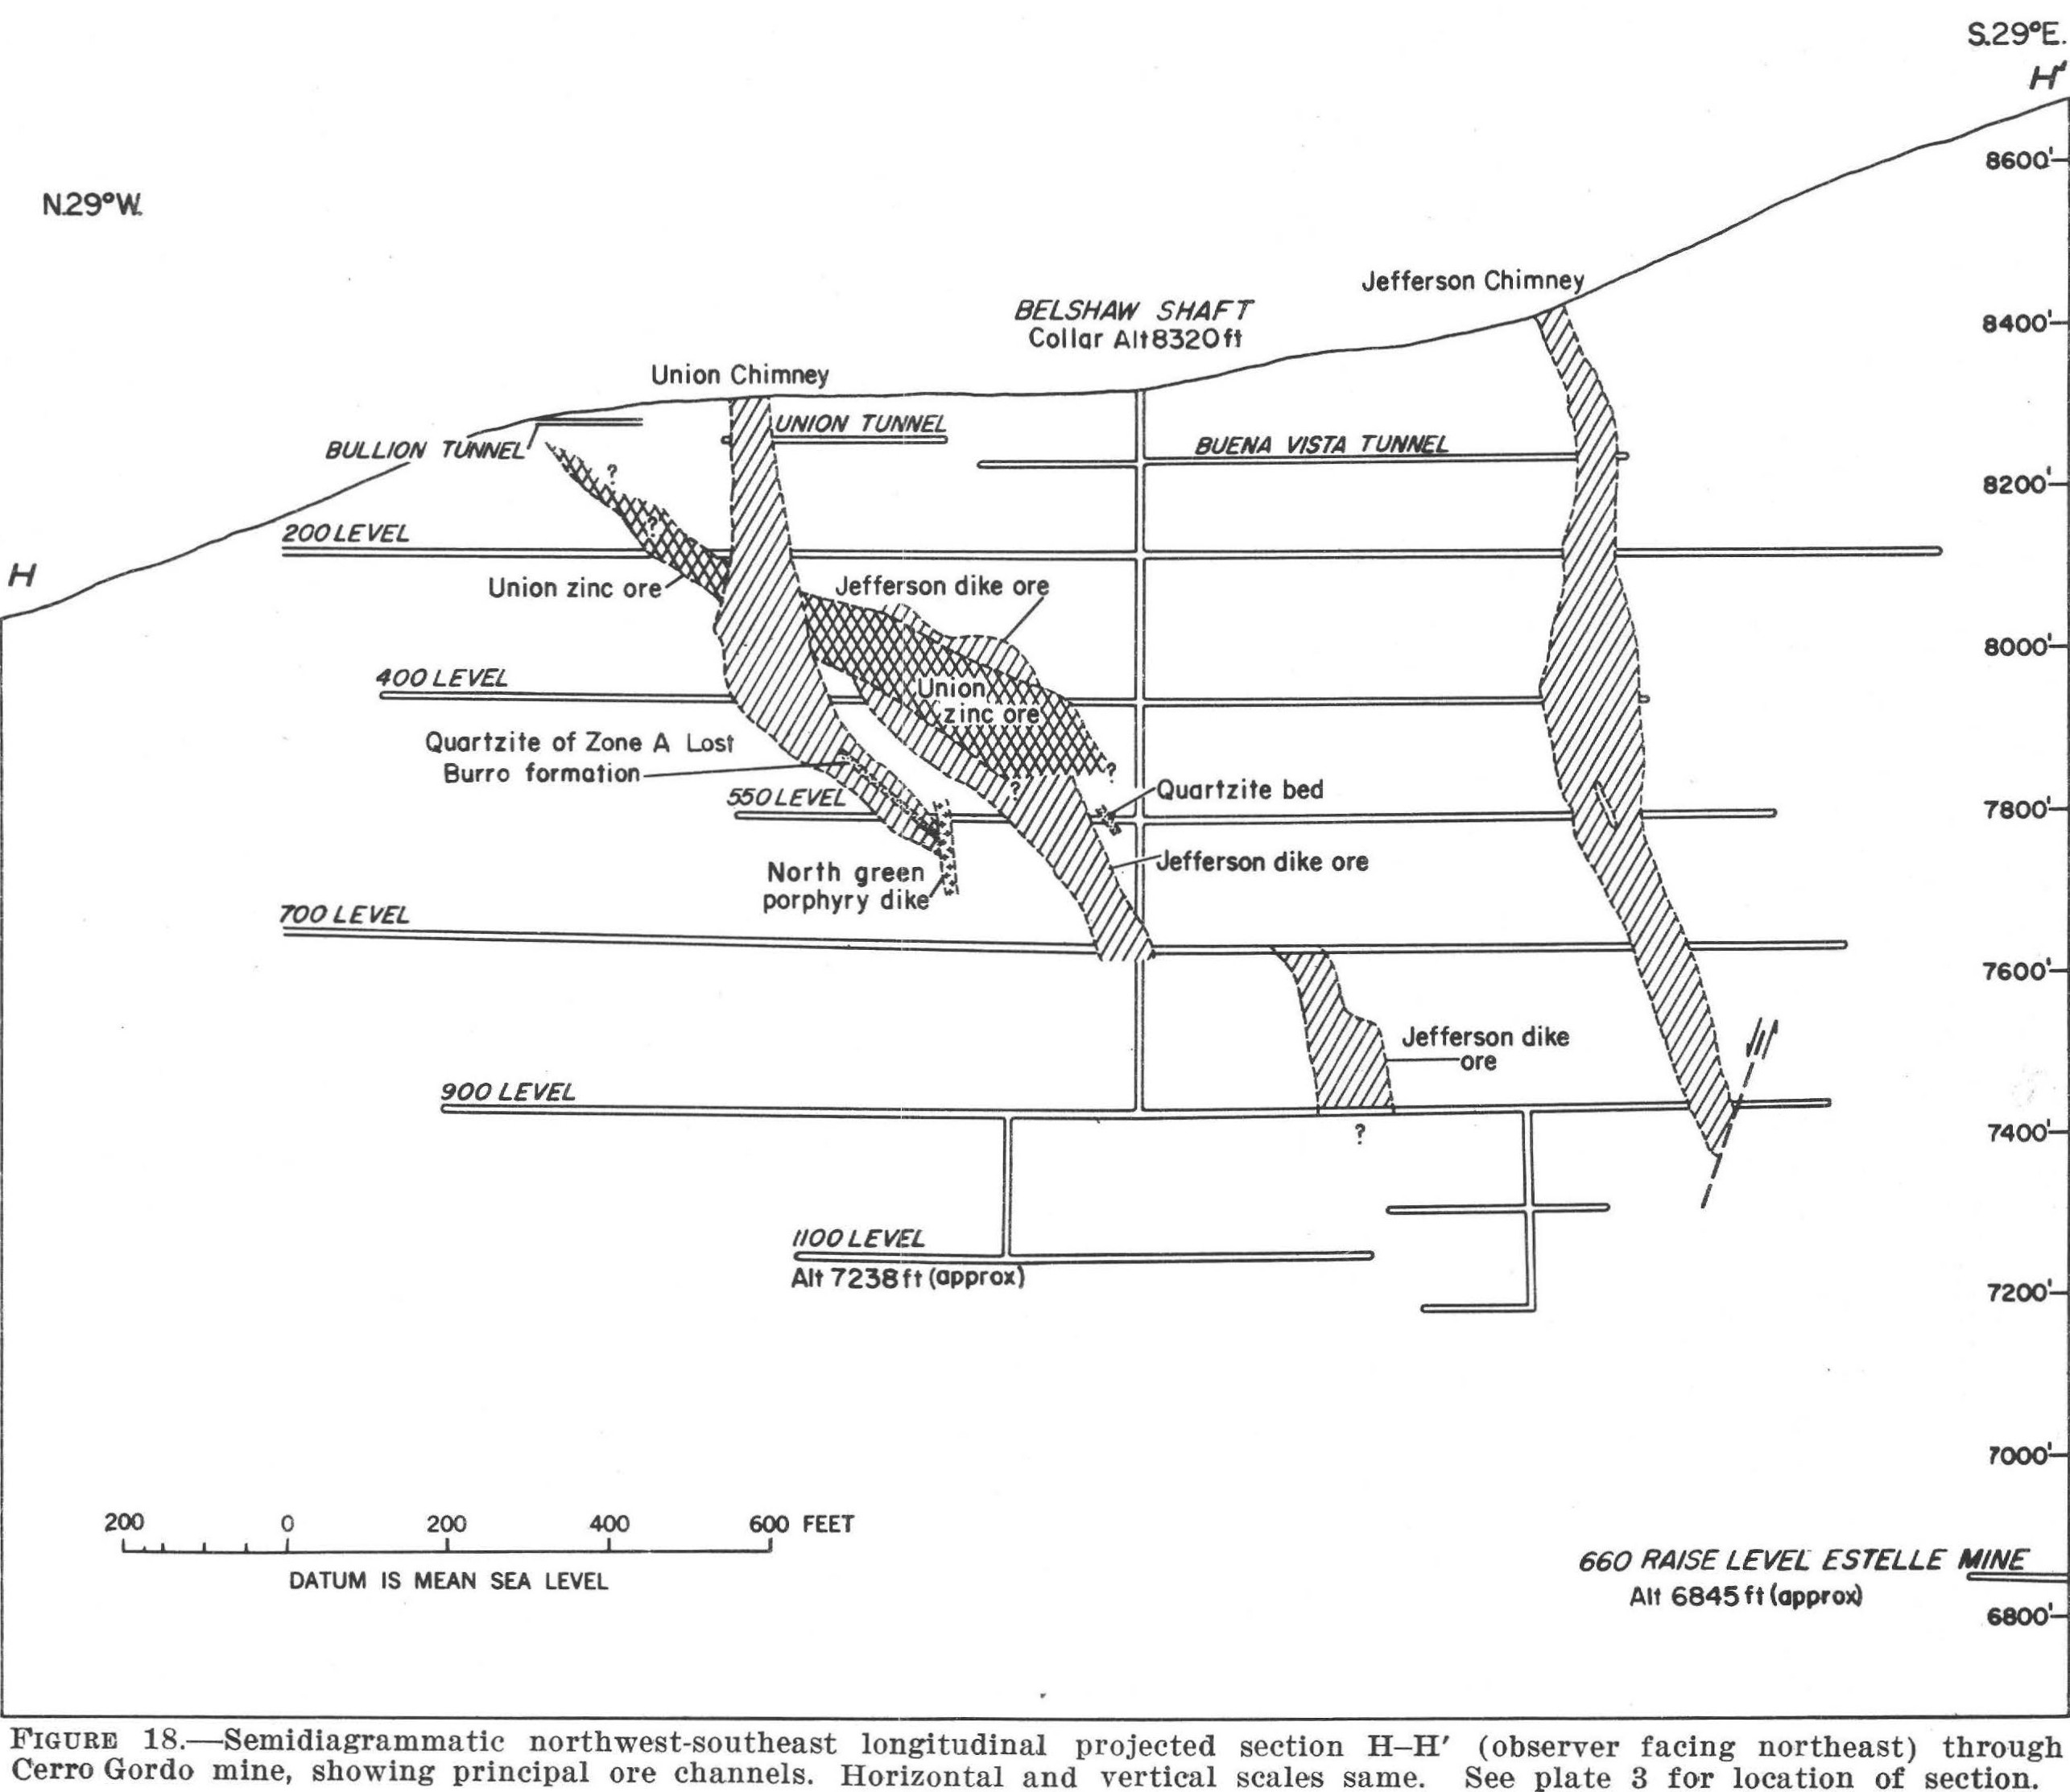 S.29°E.
H'
8600'
N.29°W.
Jefferson Chimney
BELSHAW SHAFT
Collar Alt 8320 ft
8400'
Union Chimney
UNION TUNNEL
BULLION TUNNEL
BUENA VISTA TUNNEL
?
8200'
?
200 LEVEL
H
Union zinc ore
Jefferson dike ore
8000'
400 LEVEL
Union
zinc ore
Quartzite of Zone A Lost
Burro formation
?
?
Quartzite bed
550 LEVEL
7800'
Jefferson dike ore
North green
porphyry dike
700 LEVEL
7600'
Jefferson dike
ore
900 LEVEL
?
7400'
1100 LEVEL
Alt 7238 ft (approx)
7200'
7000'
200 0 200 400 600 FEET
DATUM IS MEAN SEA LEVEL
660 RAISE LEVEL ESTELLE MINE
Alt 6845 ft (approx)
6800'
FIGURE 18.—Semidiagrammatic northwest-southeast longitudinal projected section H–H′ (observer facing northeast) through
Cerro Gordo mine, showing principal ore channels. Horizontal and vertical scales same. See plate 3 for location of section.